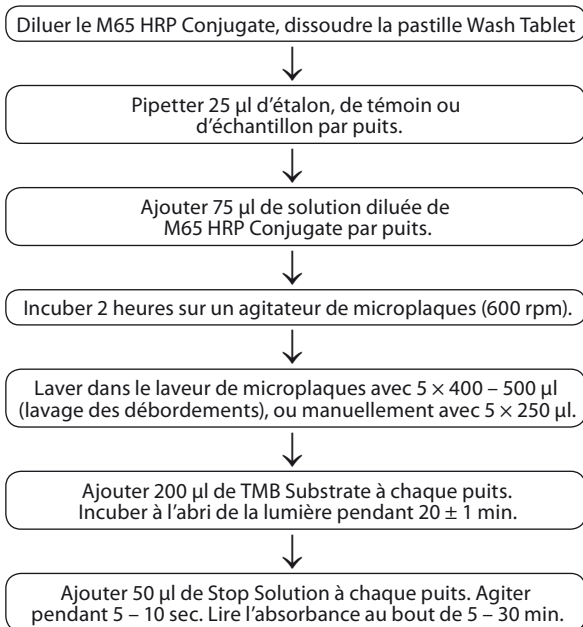 Diluer le M65 HRP Conjugate, dissoudre la pastille Wash Tablet
Pipetter 25 µl d’étalon, de témoin ou
d’échantillon par puits.
Ajouter 75 µl de solution diluée de
M65 HRP Conjugate par puits.
Incuber 2 heures sur un agitateur de microplaques (600 rpm).
Laver dans le laveur de microplaques avec 5 × 400 – 500 µl
(lavage des débordements), ou manuellement avec 5 × 250 µl.
Ajouter 200 µl de TMB Substrate à chaque puits.
Incuber à l’abri de la lumière pendant 20 ± 1 min.
Ajouter 50 µl de Stop Solution à chaque puits. Agiter
pendant 5 – 10 sec. Lire l’absorbance au bout de 5 – 30 min.